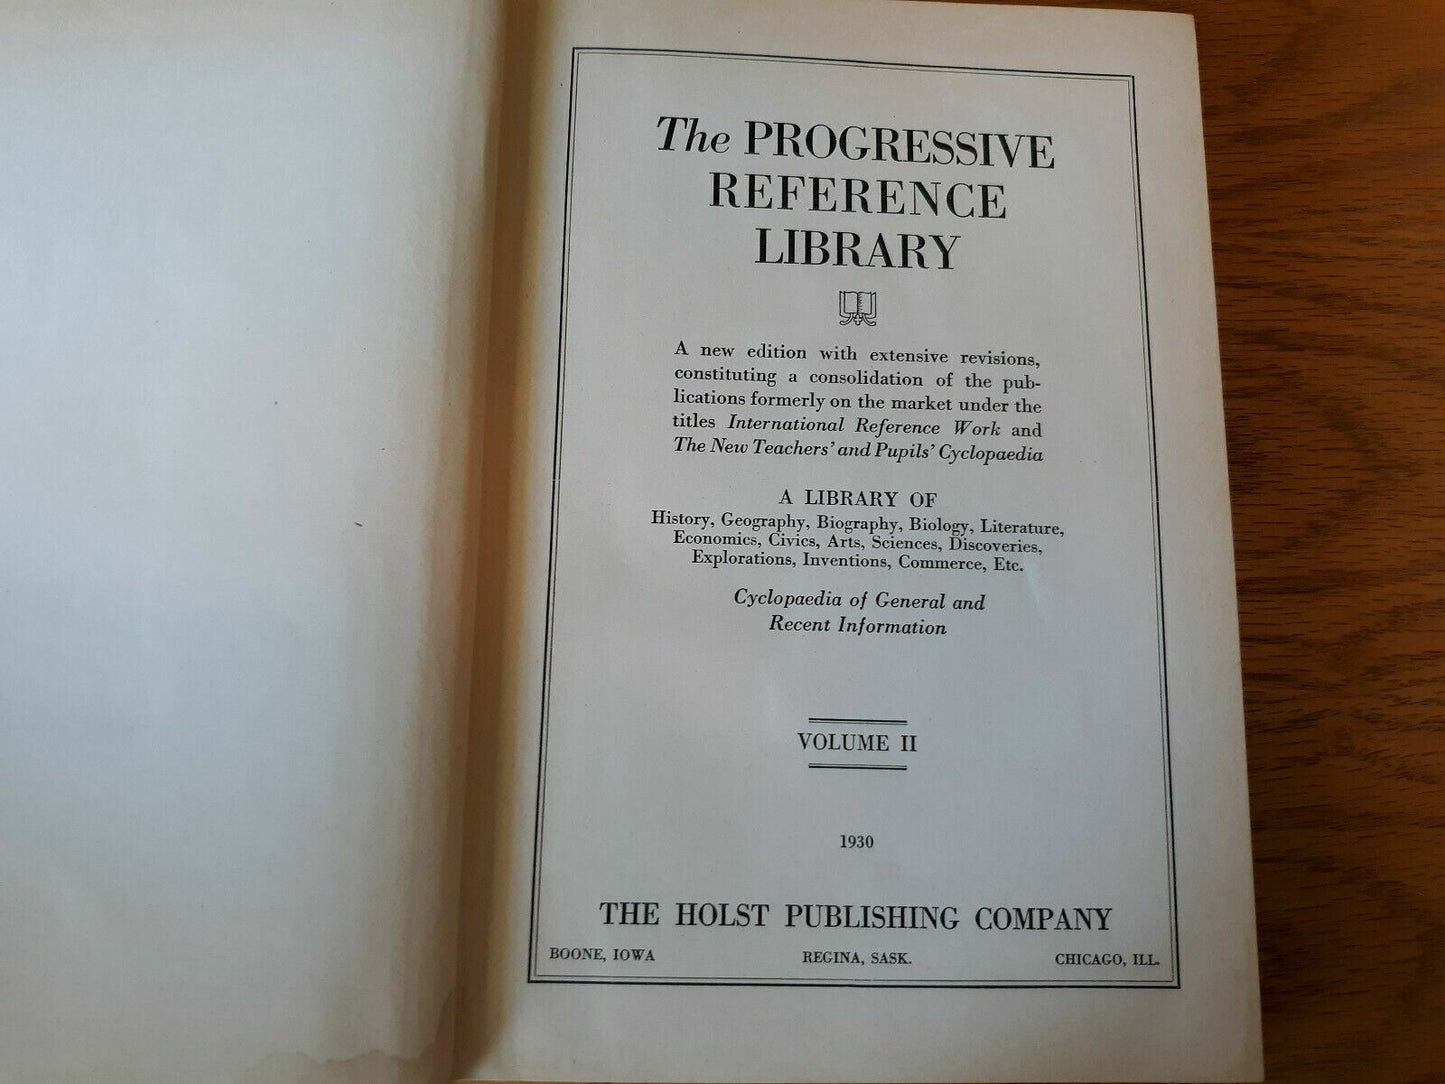 The PROGRESSIVE
REFERENCE
LIBRARY
A new edition with extensive revisions,
constituting a consolidation of the pub-
lications formerly on the market under the
titles International Reference Work and
The New Teachers' and Pupils' Cyclopaedia
A LIBRARY OF
History, Geography, Biography, Biology, Literature,
Economics, Civics, Arts, Sciences, Discoveries,
Explorations, Inventions, Commerce, Etc.
Cyclopaedia of General and
Recent Information
VOLUME II
1930
THE HOLST PUBLISHING COMPANY
BOONE, IOWA REGINA, SASK. CHICAGO, ILL.